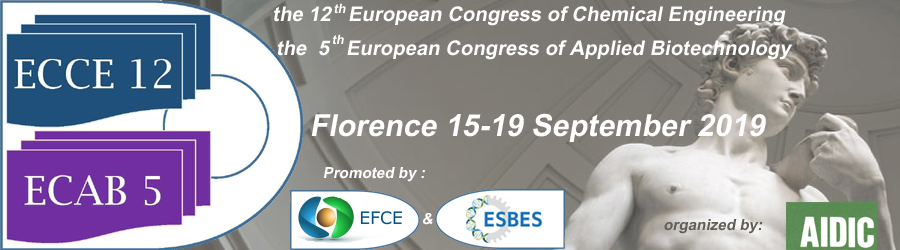 the 12th European Congress of Chemical Engineering
the 5th European Congress of Applied Biotechnology
ECCE 12
Florence 15-19 September 2019
ECAB 5
Promoted by :
EFCE & ESBES
organized by: AIDIC